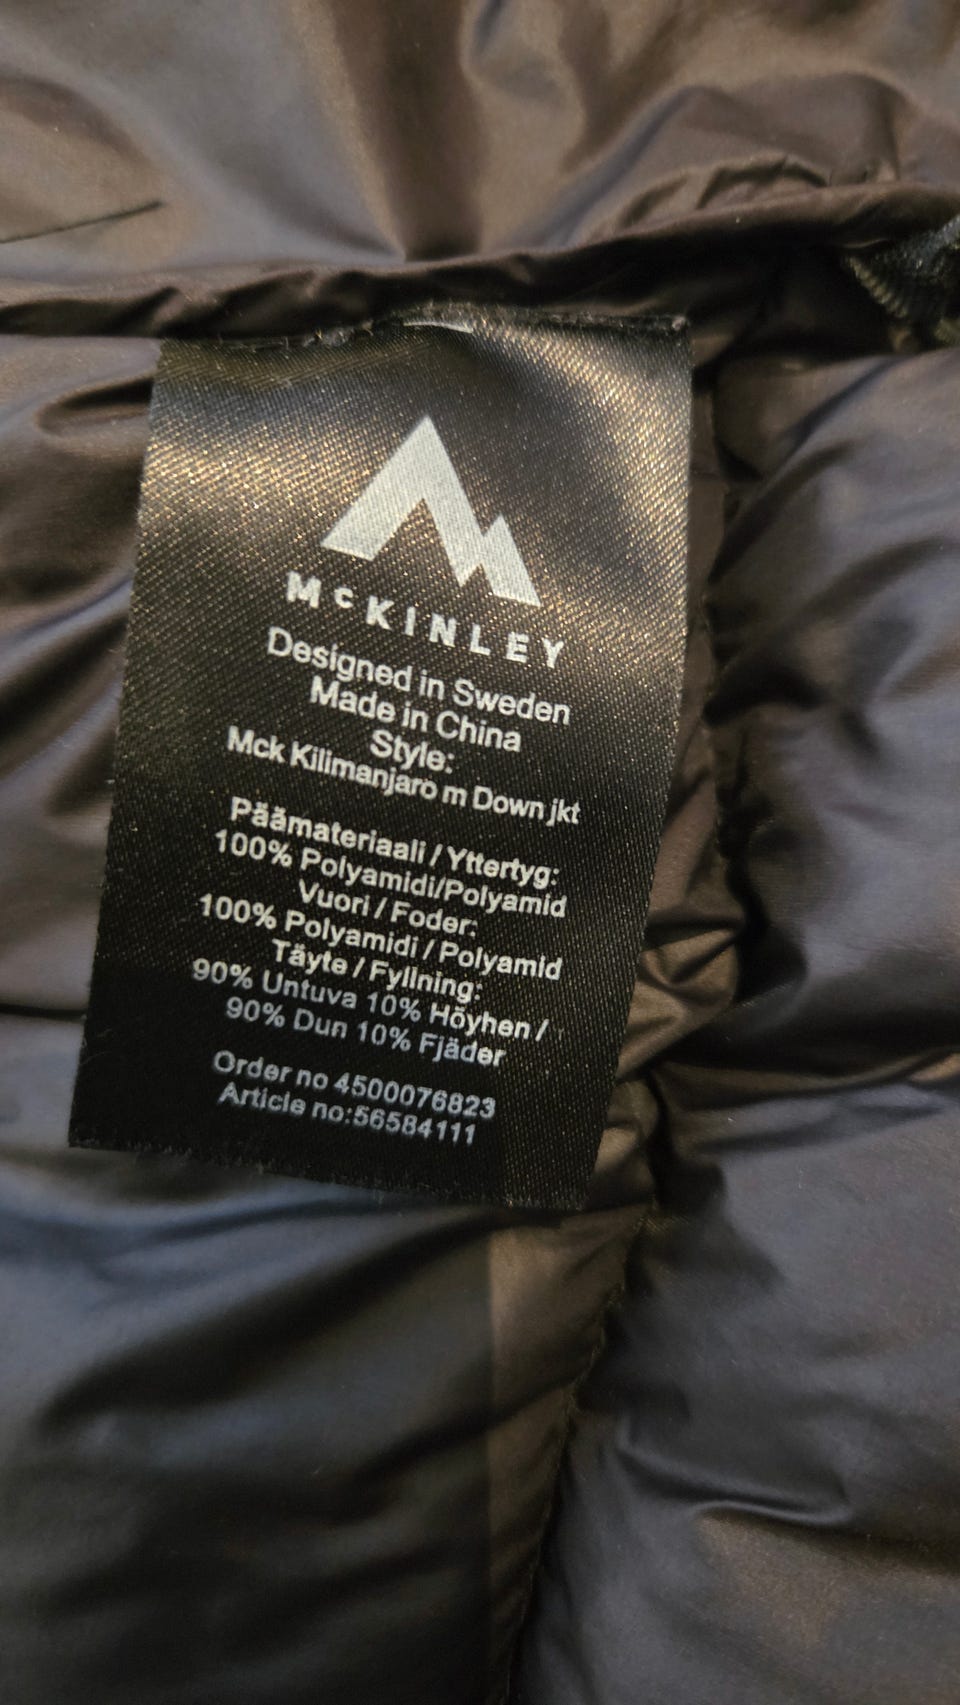 McKINLEY
Designed in Sweden
Made in China
Style:
Mck Kilimanjaro m Down jkt
Päämateriaali / Yttertyg:
100% Polyamidi/Polyamid
Vuori / Foder:
100% Polyamidi / Polyamid
Täyte / Fyllning:
90% Untuva 10% Höyhen /
90% Dun 10% Fjäder
Order no 4500076823
Article no:56584111